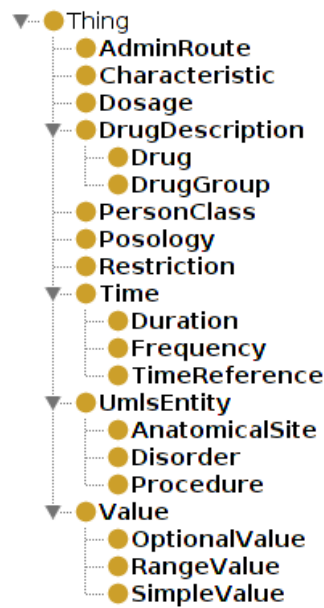 Thing
AdminRoute
Characteristic
Dosage
DrugDescription
Drug
DrugGroup
PersonClass
Posology
Restriction
Time
Duration
Frequency
TimeReference
UmlsEntity
AnatomicalSite
Disorder
Procedure
Value
OptionalValue
RangeValue
SimpleValue